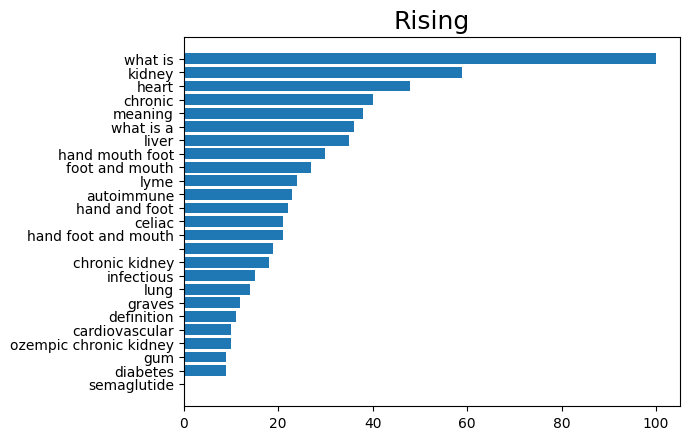 Rising
what is
kidney
heart
chronic
meaning
what is a
liver
hand mouth foot
foot and mouth
lyme
autoimmune
hand and foot
celiac
hand foot and mouth
chronic kidney
infectious
lung
graves
definition
cardiovascular
ozempic chronic kidney
gum
diabetes
semaglutide
0 20 40 60 80 100